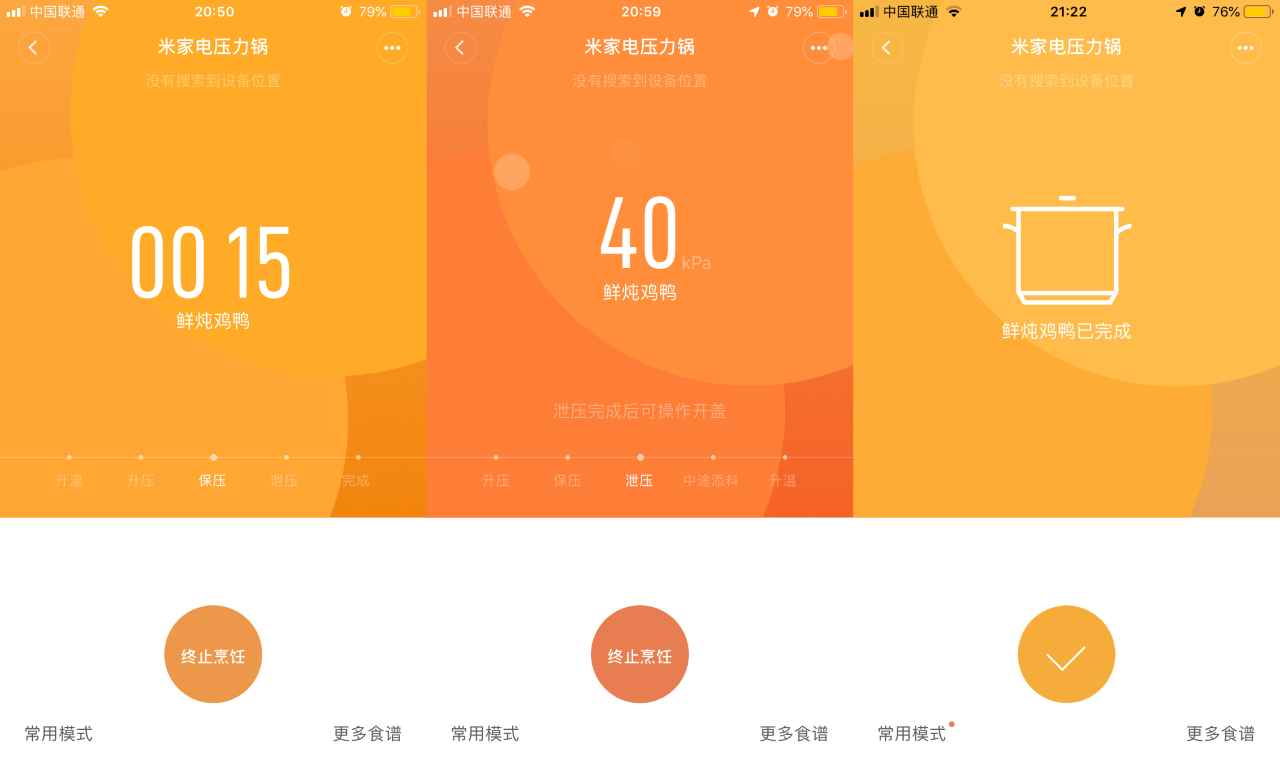 中国联通 20:50 79%
米家电压力锅
没有搜索到设备位置
00 15
鲜炖鸡鸭
升温 升压 保压 泄压 完成
终止烹饪
常用模式 更多食谱
中国联通 20:59 79%
米家电压力锅
没有搜索到设备位置
40 kPa
鲜炖鸡鸭
泄压完成后可操作开盖
升压 保压 泄压 中途添料 升温
终止烹饪
常用模式 更多食谱
中国联通 21:22 76%
米家电压力锅
没有搜索到设备位置
鲜炖鸡鸭已完成
常用模式 更多食谱